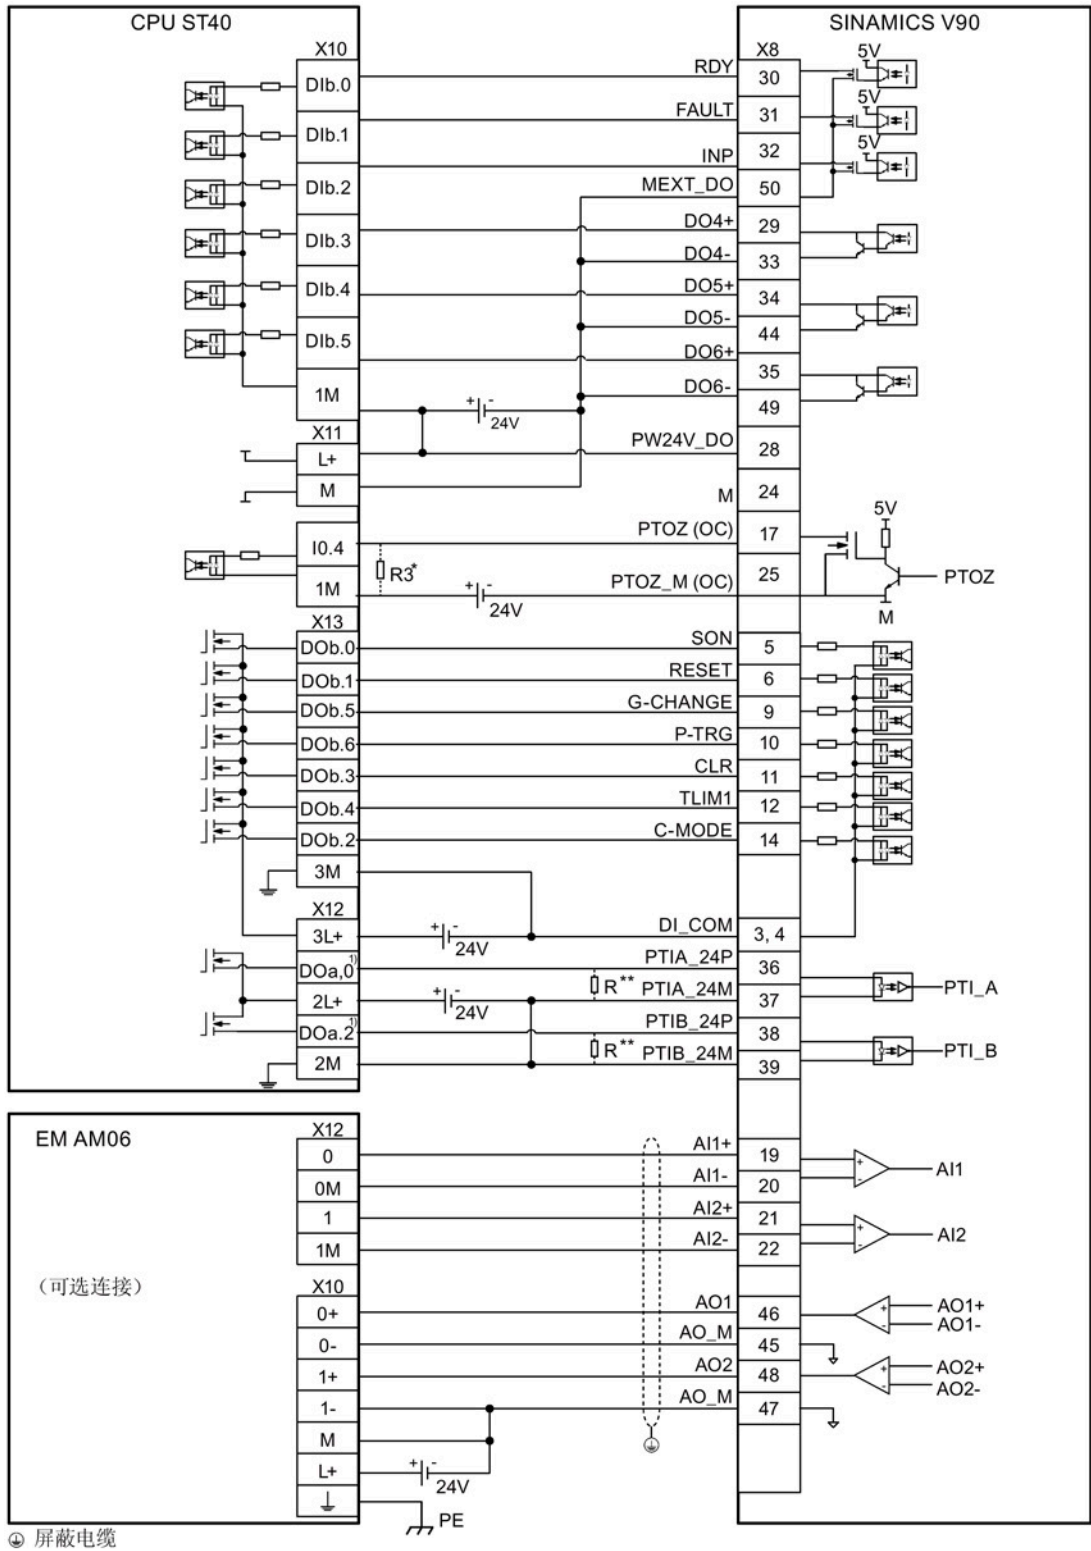 CPU ST40
SINAMICS V90
X10
X8
5V
5V
5V
DIb.0
RDY
30
DIb.1
FAULT
31
DIb.2
INP
32
MEXT_DO
50
DIb.3
DO4+
29
DO4-
33
DIb.4
DO5+
34
DO5-
44
DIb.5
DO6+
35
1M
DO6-
49
+ -
24V
X11
L+
PW24V_DO
28
M
M
24
I0.4
PTOZ (OC)
17
5V
R3*
1M
PTOZ_M (OC)
25
PTOZ
+ -
24V
M
X13
DOb.0
SON
5
DOb.1
RESET
6
DOb.5
G-CHANGE
9
DOb.6
P-TRG
10
DOb.3
CLR
11
DOb.4
TLIM1
12
DOb.2
C-MODE
14
3M
X12
3L+
+ -
24V
DI_COM
3, 4
DOa,0 1)
PTIA_24P
36
2L+
+ -
24V
R**
PTIA_24M
37
PTI_A
DOa.2 1)
PTIB_24P
38
2M
R**
PTIB_24M
39
PTI_B
EM AM06
（可选连接）
X12
0
AI1+
19
+
-
AI1
0M
AI1-
20
1
AI2+
21
+
-
AI2
1M
AI2-
22
X10
0+
AO1
46
+
-
AO1+
AO1-
0-
AO_M
45
1+
AO2
48
+
-
AO2+
AO2-
1-
AO_M
47
M
L+
+ -
24V
PE
屏蔽电缆